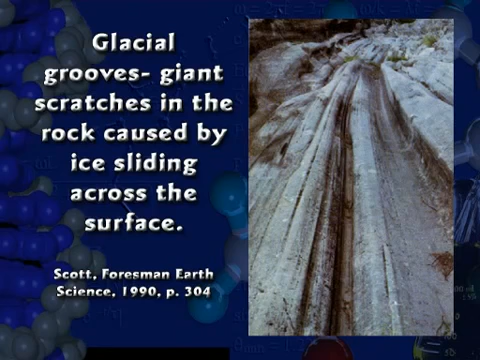 Glacial
grooves- giant
scratches in the
rock caused by
ice sliding
across the
surface.
Scott, Foresman Earth
Science, 1990, p. 304